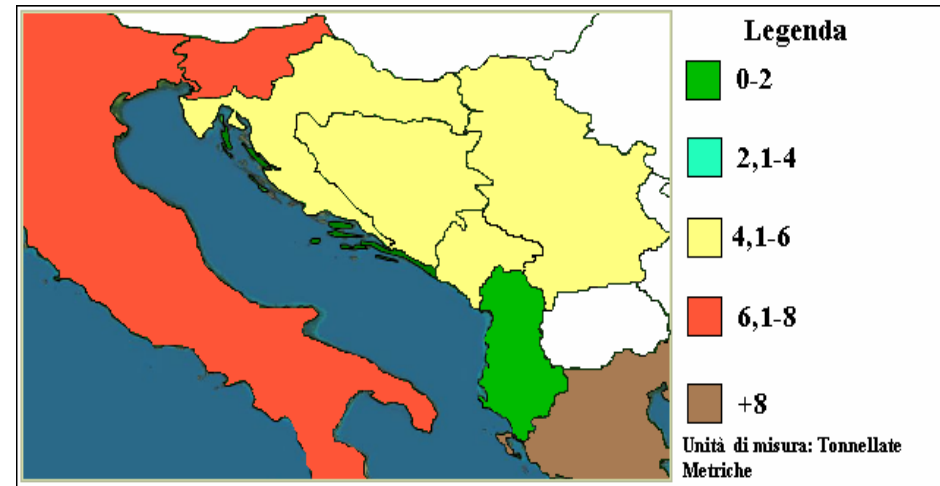 Legenda
0-2
2,1-4
4,1-6
6,1-8
+8
Unità di misura: Tonnellate
Metriche